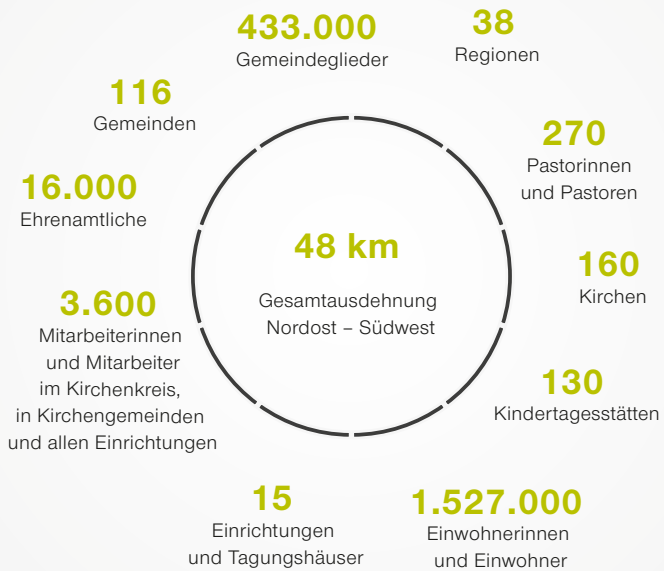 433.000
Gemeindeglieder
38
Regionen
116
Gemeinden
270
Pastorinnen
und Pastoren
16.000
Ehrenamtliche
48 km
Gesamtausdehnung
Nordost – Südwest
160
Kirchen
3.600
Mitarbeiterinnen
und Mitarbeiter
im Kirchenkreis,
in Kirchengemeinden
und allen Einrichtungen
130
Kindertagesstätten
15
Einrichtungen
und Tagungshäuser
1.527.000
Einwohnerinnen
und Einwohner